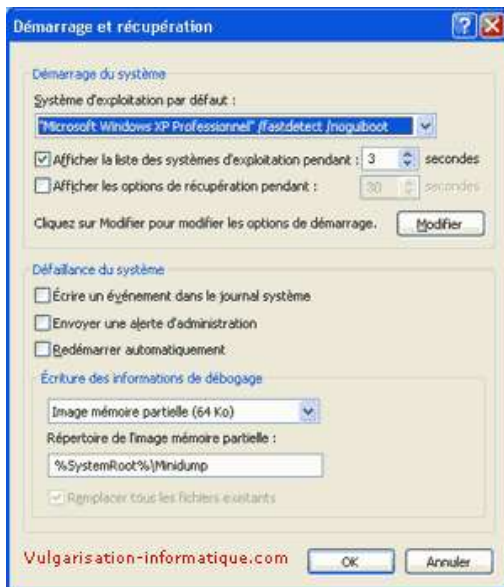 Démarrage et récupération
Démarrage du système
Système d'exploitation par défaut :
"Microsoft Windows XP Professionnel" /fastdetect /noguiboot
Afficher la liste des systèmes d'exploitation pendant : 3 secondes
Afficher les options de récupération pendant : 30 secondes
Cliquez sur Modifier pour modifier les options de démarrage. Modifier
Défaillance du système
Écrire un événement dans le journal système
Envoyer une alerte d'administration
Redémarrer automatiquement
Écriture des informations de débogage
Image mémoire partielle (64 Ko)
Répertoire de l'image mémoire partielle :
%SystemRoot%\Minidump
Remplacer tous les fichiers existants
Vulgarisation-informatique.com OK Annuler